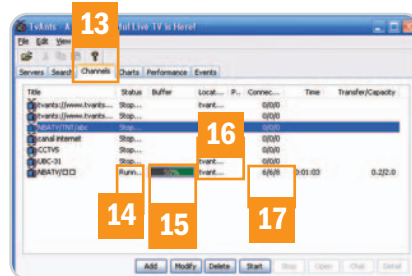 13
TvAnts - A ful Live TV is Here!
File Edit View
Servers Search Channels Charts Performance Events
Title Status Buffer Locat... P.. Connec... Time Transfer/Capacity
tvants://www.tvants... Stop... tvant... 0/0/0
tvants://www.tvants... Stop... 0/0/0
NBATV/TNT/abc Stop... 0/0/0
canal internet Stop... 0/0/0
CCTV5 Stop... 0/0/0
UBC-31 Stop... tvant... 0/0/0
NBATV/□□ Runn... 50% tvant... 6/6/8 0:01:03 0.2/2.0
16
14 15 17
Add Modify Delete Start Stop Open Chat Detail